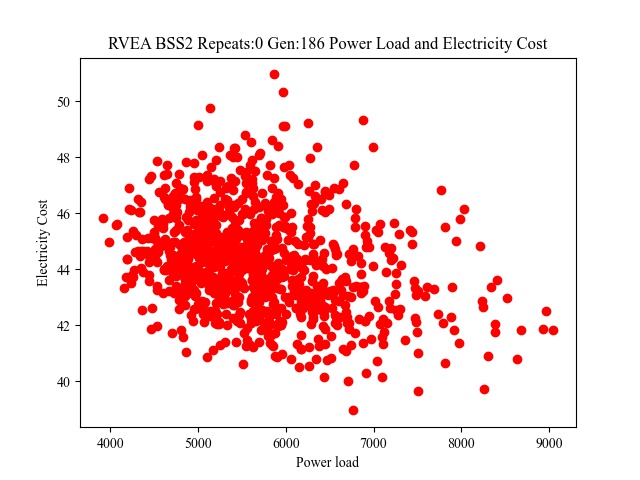 RVEA BSS2 Repeats:0 Gen:186 Power Load and Electricity Cost
50
48
46
44
42
40
Electricity Cost
4000 5000 6000 7000 8000 9000
Power load